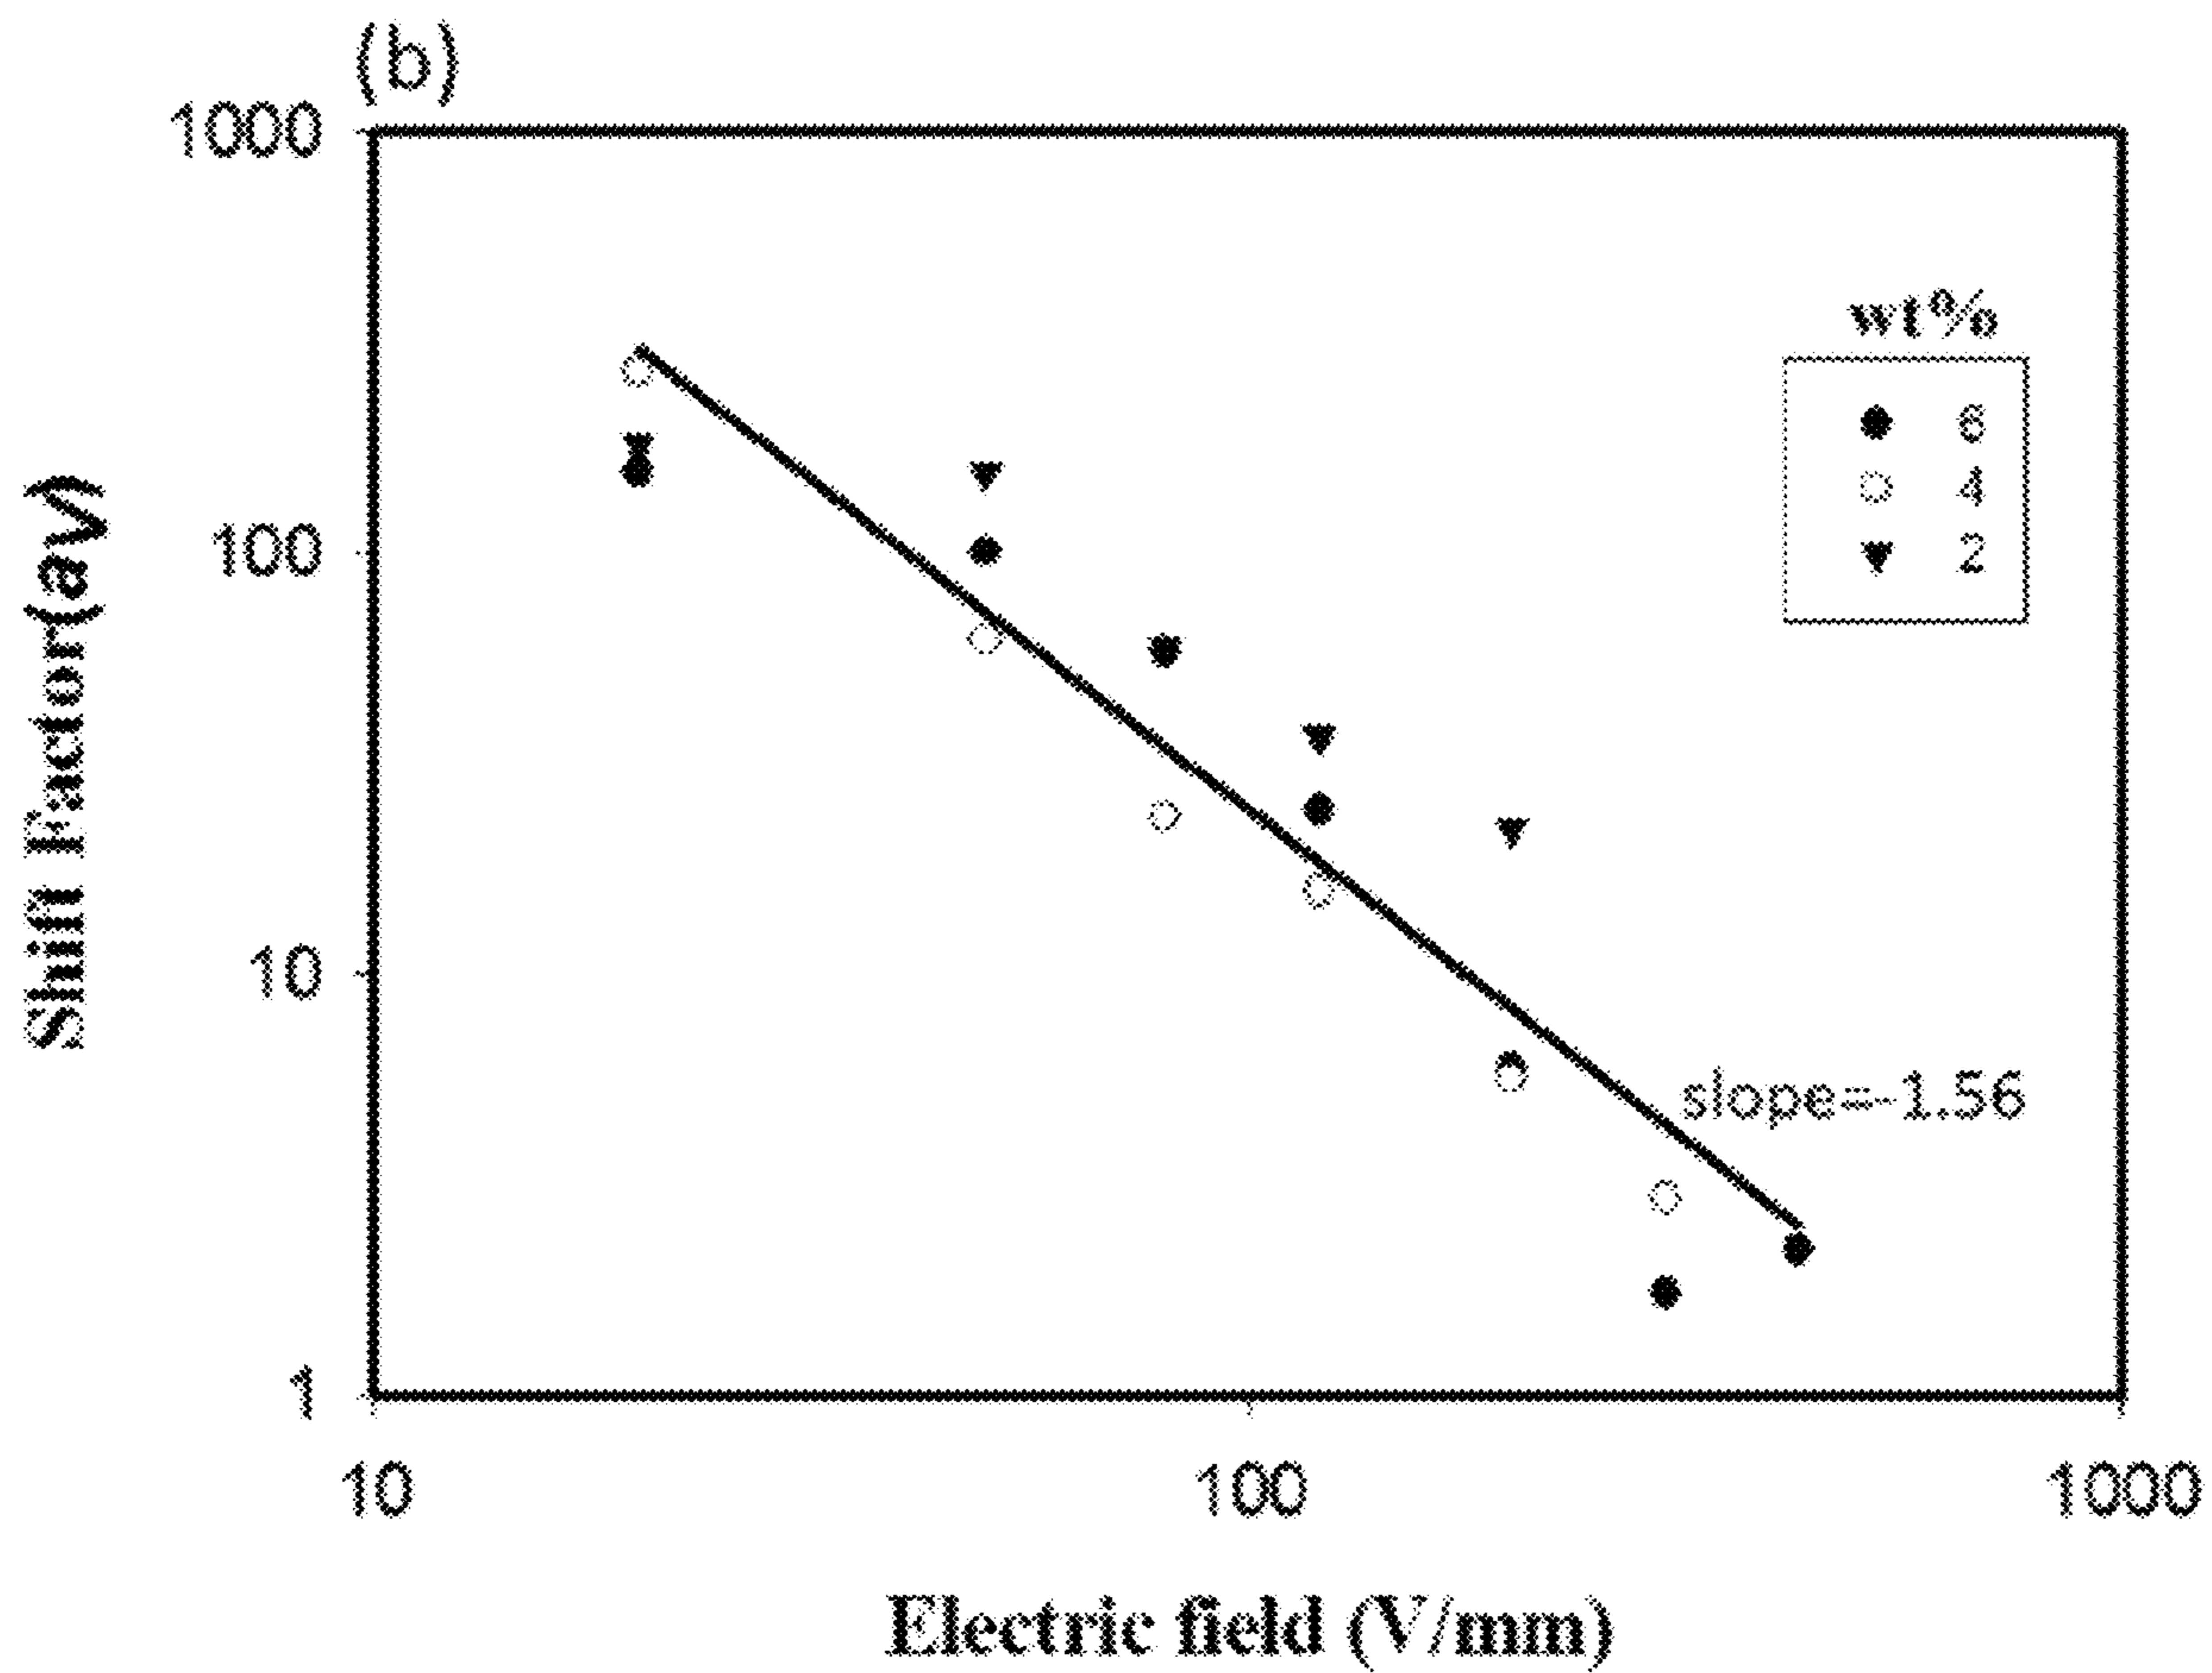 (b)
1000
100
10
1
Shift Factor(aV)
wt%
6
4
2
slope=-1.56
10
100
1000
Electric field (V/mm)